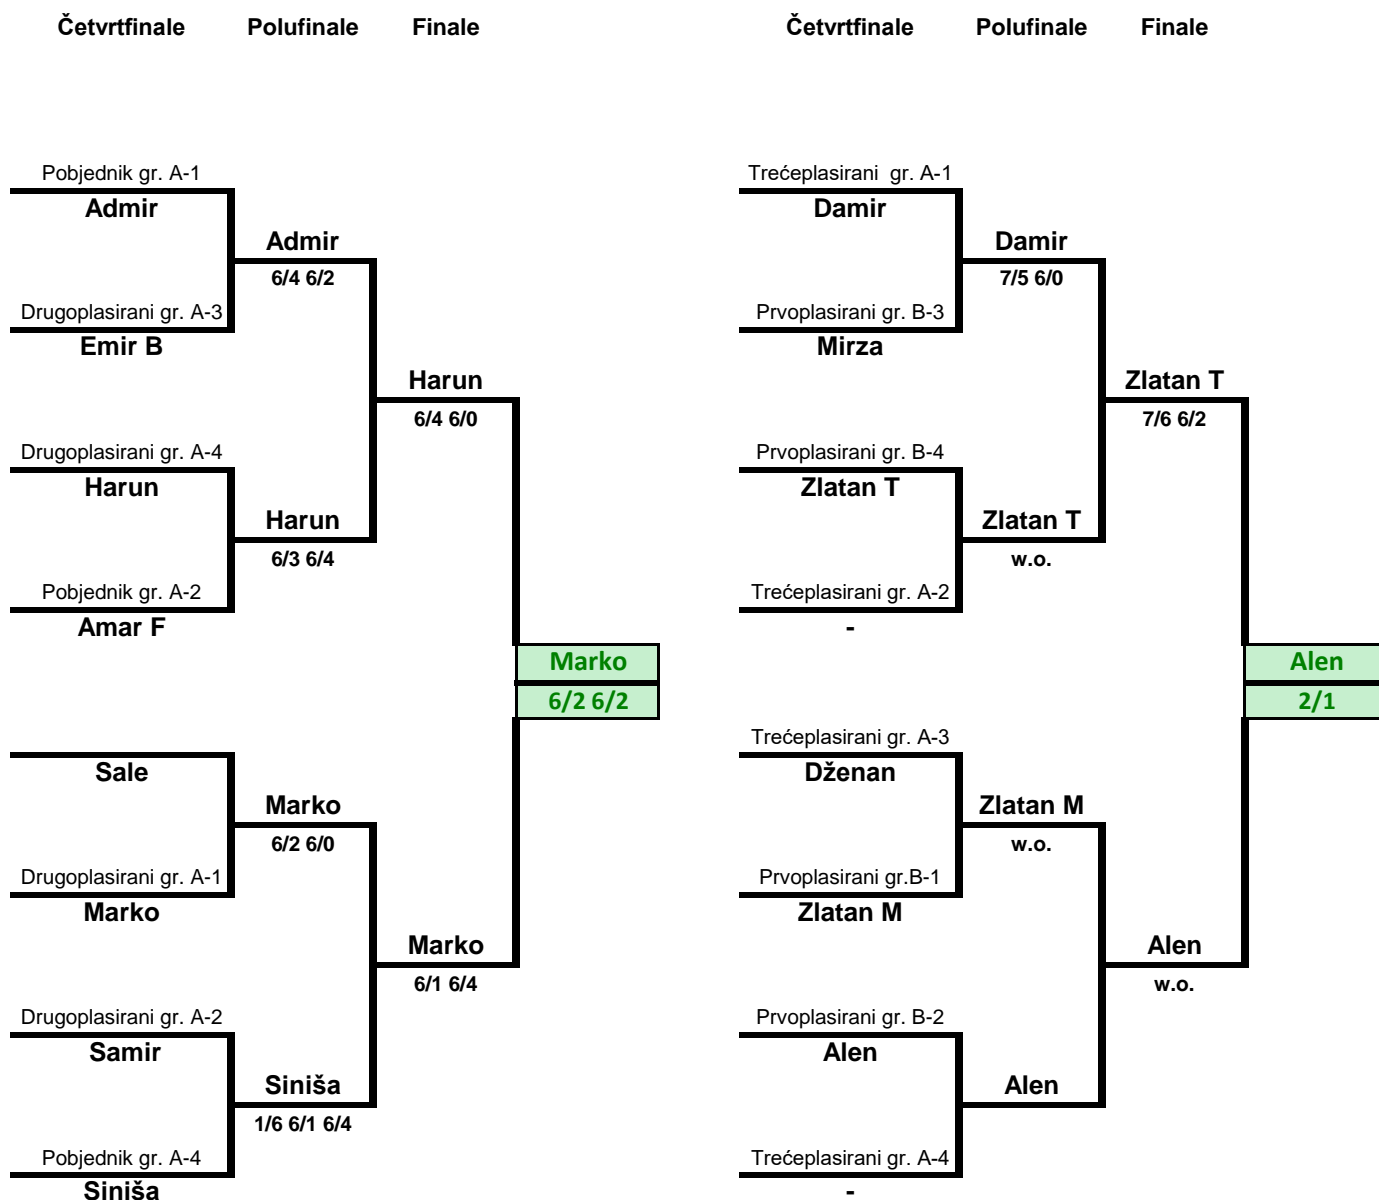 Četvrtfinale Polufinale Finale Četvrtfinale Polufinale Finale
Pobjednik gr. A-1 Trećeplasirani  gr. A-1
Admir Damir
Admir Damir
6/4 6/2 7/5 6/0
Drugoplasirani gr. A-3 Prvoplasirani gr. B-3
Emir B Mirza
Harun Zlatan T
6/4 6/0 7/6 6/2
Drugoplasirani gr. A-4 Prvoplasirani gr. B-4
Harun Zlatan T
Harun Zlatan T
6/3 6/4 w.o.
Pobjednik gr. A-2 Trećeplasirani gr. A-2
Amar F -
Marko Alen
6/2 6/2 2/1
Trećeplasirani gr. A-3
Sale Dženan
Marko Zlatan M
6/2 6/0 w.o.
Drugoplasirani gr. A-1 Prvoplasirani gr.B-1
Marko Zlatan M
Marko Alen
6/1 6/4 w.o.
Drugoplasirani gr. A-2 Prvoplasirani gr. B-2
Samir Alen
Siniša Alen
1/6 6/1 6/4
Pobjednik gr. A-4 Trećeplasirani gr. A-4
Siniša -